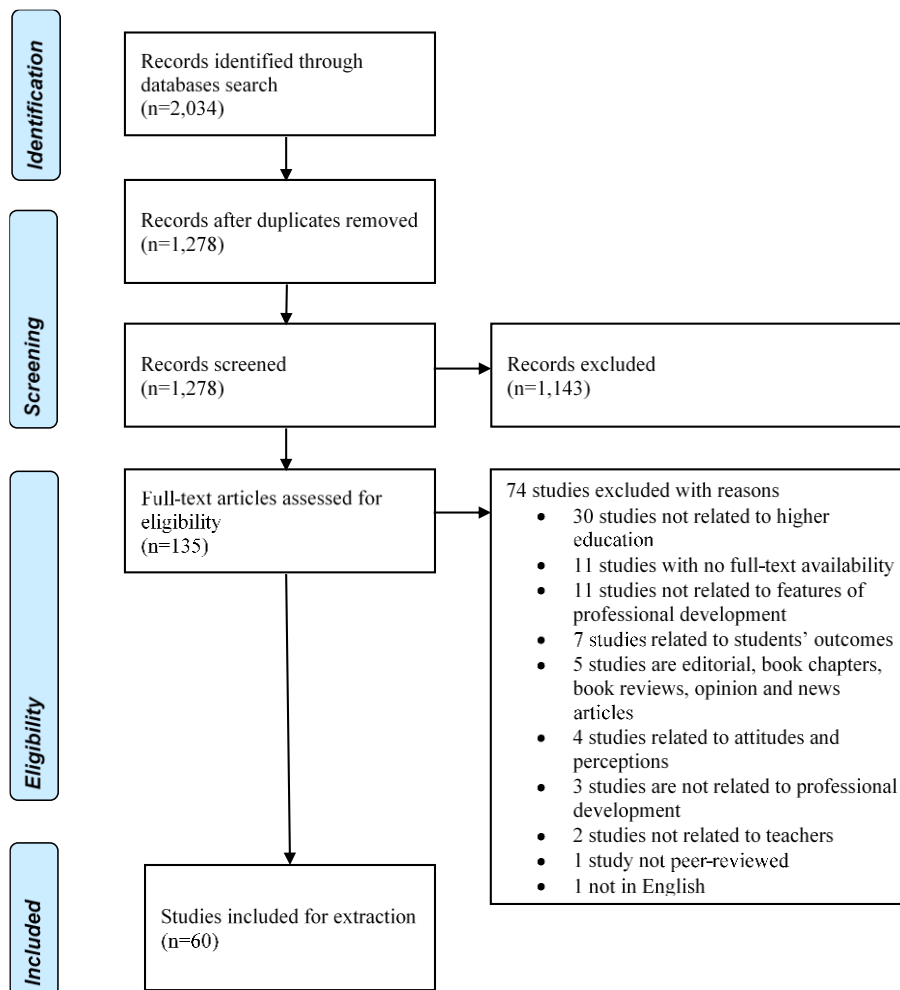 Identification
Records identified through
databases search
(n=2,034)
Records after duplicates removed
(n=1,278)
Screening
Records screened
(n=1,278)
Records excluded
(n=1,143)
Eligibility
Full-text articles assessed for
eligibility
(n=135)
74 studies excluded with reasons
• 30 studies not related to higher
education
• 11 studies with no full-text availability
• 11 studies not related to features of
professional development
• 7 studies related to students’ outcomes
• 5 studies are editorial, book chapters,
book reviews, opinion and news
articles
• 4 studies related to attitudes and
perceptions
• 3 studies are not related to professional
development
• 2 studies not related to teachers
• 1 study not peer-reviewed
• 1 not in English
Included
Studies included for extraction
(n=60)